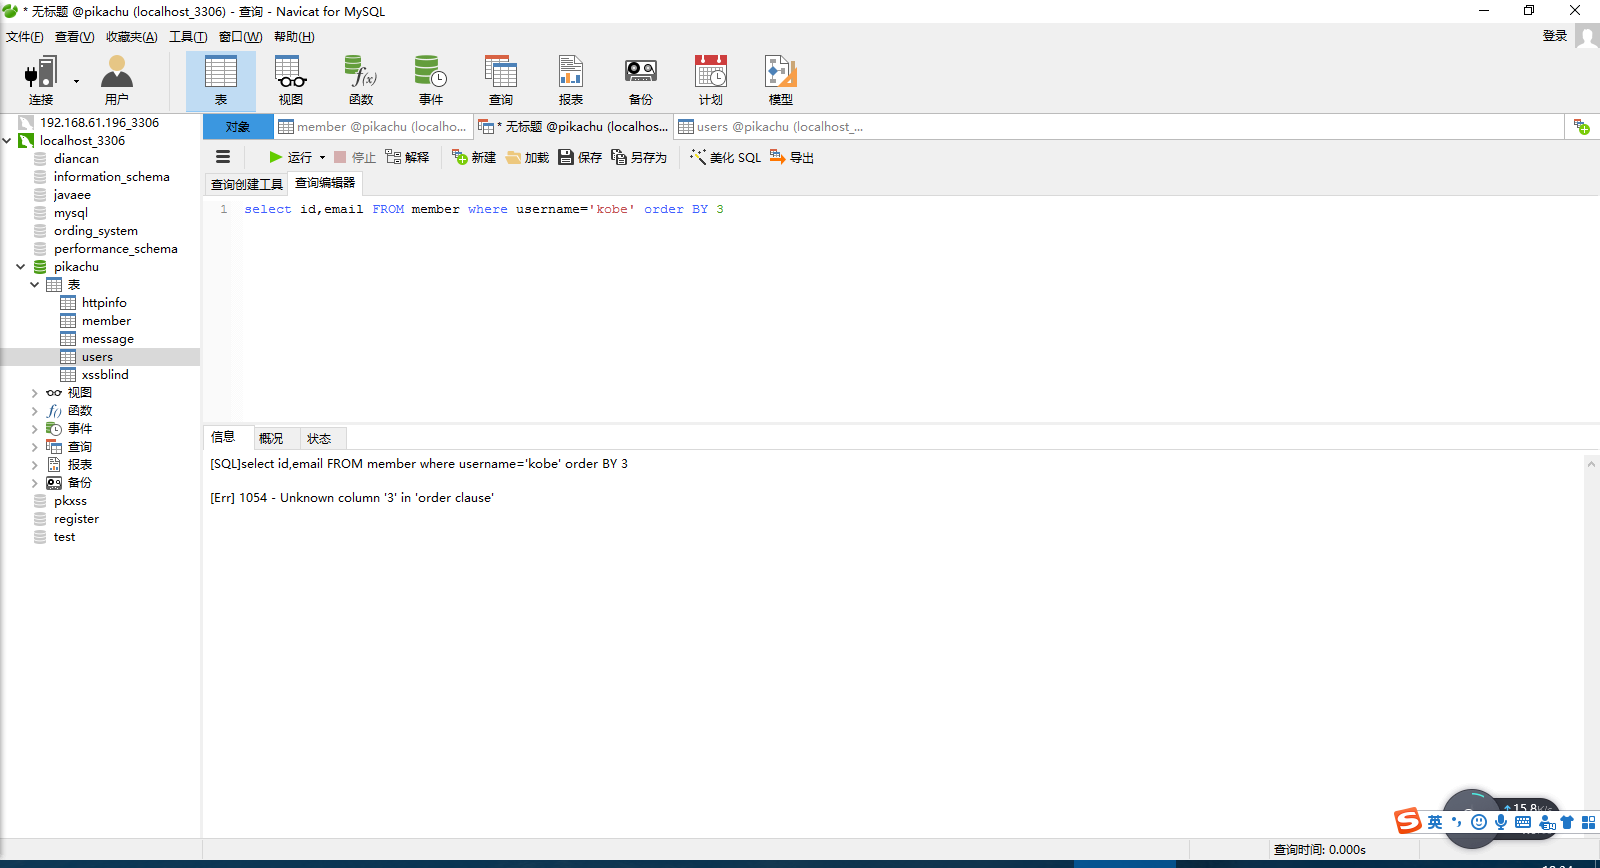 * 无标题 @pikachu (localhost_3306) - 查询 - Navicat for MySQL
文件(F) 查看(V) 收藏夹(A) 工具(T) 窗口(W) 帮助(H) 登录
连接 用户 表 视图 函数 事件 查询 报表 备份 计划 模型
192.168.61.196_3306
localhost_3306
diancan
information_schema
javaee
mysql
ording_system
performance_schema
pikachu
表
httpinfo
member
message
users
xssblind
视图
函数
事件
查询
报表
备份
pkxss
register
test
对象 member @pikachu (localho... * 无标题 @pikachu (localhos... users @pikachu (localhost_...
运行 停止 解释 新建 加载 保存 另存为 美化 SQL 导出
查询创建工具 查询编辑器
1 select id,email FROM member where username='kobe' order BY 3
信息 概况 状态
[SQL]select id,email FROM member where username='kobe' order BY 3
[Err] 1054 - Unknown column '3' in 'order clause'
15.8K/s
英
查询时间: 0.000s